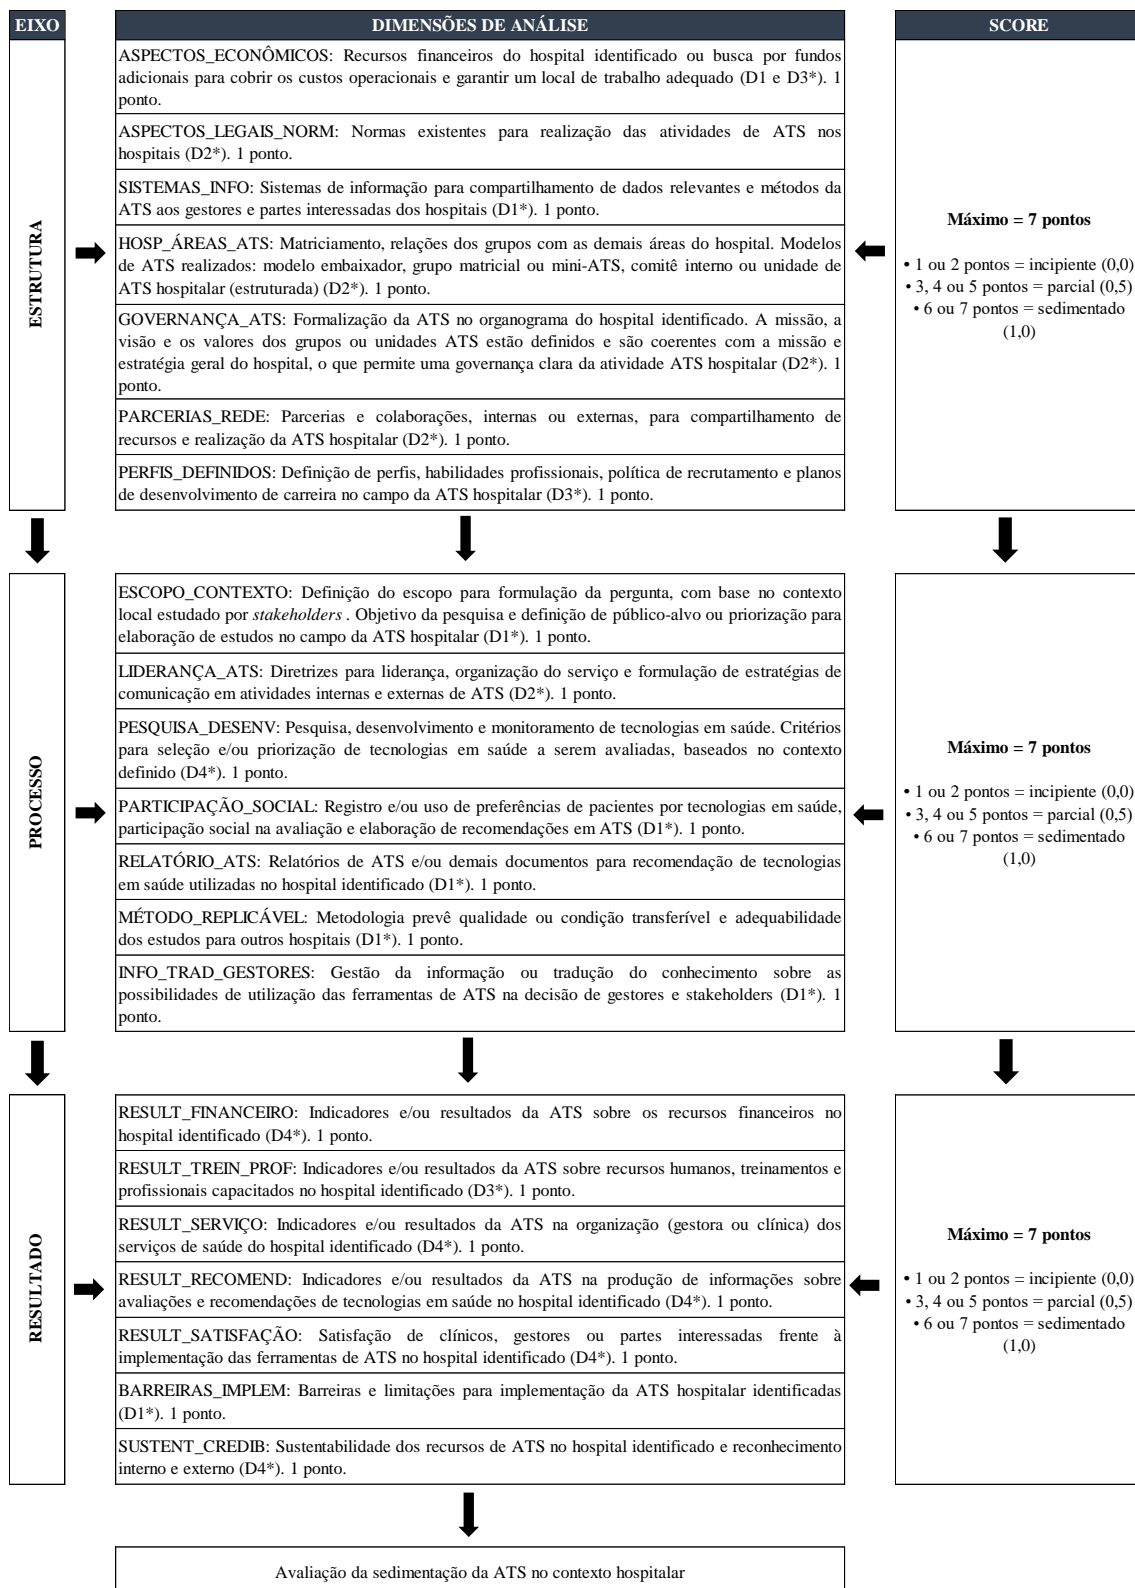 EIXO
DIMENSÕES DE ANÁLISE
SCORE
ESTRUTURA
ASPECTOS_ECONÔMICOS: Recursos financeiros do hospital identificado ou busca por fundos
adicionais para cobrir os custos operacionais e garantir um local de trabalho adequado (D1 e D3*). 1
ponto.
ASPECTOS_LEGAIS_NORM: Normas existentes para realização das atividades de ATS nos
hospitais (D2*). 1 ponto.
SISTEMAS_INFO: Sistemas de informação para compartilhamento de dados relevantes e métodos da
ATS aos gestores e partes interessadas dos hospitais (D1*). 1 ponto.
HOSP_ÁREAS_ATS: Matriciamento, relações dos grupos com as demais áreas do hospital. Modelos
de ATS realizados: modelo embaixador, grupo matricial ou mini-ATS, comitê interno ou unidade de
ATS hospitalar (estruturada) (D2*). 1 ponto.
GOVERNANÇA_ATS: Formalização da ATS no organograma do hospital identificado. A missão, a
visão e os valores dos grupos ou unidades ATS estão definidos e são coerentes com a missão e
estratégia geral do hospital, o que permite uma governança clara da atividade ATS hospitalar (D2*). 1
ponto.
PARCERIAS_REDE: Parcerias e colaborações, internas ou externas, para compartilhamento de
recursos e realização da ATS hospitalar (D2*). 1 ponto.
PERFIS_DEFINIDOS: Definição de perfis, habilidades profissionais, política de recrutamento e planos
de desenvolvimento de carreira no campo da ATS hospitalar (D3*). 1 ponto.
Máximo = 7 pontos
• 1 ou 2 pontos = incipiente (0,0)
• 3, 4 ou 5 pontos = parcial (0,5)
• 6 ou 7 pontos = sedimentado
(1,0)
PROCESSO
ESCOPO_CONTEXTO: Definição do escopo para formulação da pergunta, com base no contexto
local estudado por stakeholders . Objetivo da pesquisa e definição de público-alvo ou priorização para
elaboração de estudos no campo da ATS hospitalar (D1*). 1 ponto.
LIDERANÇA_ATS: Diretrizes para liderança, organização do serviço e formulação de estratégias de
comunicação em atividades internas e externas de ATS (D2*). 1 ponto.
PESQUISA_DESENV: Pesquisa, desenvolvimento e monitoramento de tecnologias em saúde. Critérios
para seleção e/ou priorização de tecnologias em saúde a serem avaliadas, baseados no contexto
definido (D4*). 1 ponto.
PARTICIPAÇÃO_SOCIAL: Registro e/ou uso de preferências de pacientes por tecnologias em saúde,
participação social na avaliação e elaboração de recomendações em ATS (D1*). 1 ponto.
RELATÓRIO_ATS: Relatórios de ATS e/ou demais documentos para recomendação de tecnologias
em saúde utilizadas no hospital identificado (D1*). 1 ponto.
MÉTODO_REPLICÁVEL: Metodologia prevê qualidade ou condição transferível e adequabilidade
dos estudos para outros hospitais (D1*). 1 ponto.
INFO_TRAD_GESTORES: Gestão da informação ou tradução do conhecimento sobre as
possibilidades de utilização das ferramentas de ATS na decisão de gestores e stakeholders (D1*). 1
ponto.
Máximo = 7 pontos
• 1 ou 2 pontos = incipiente (0,0)
• 3, 4 ou 5 pontos = parcial (0,5)
• 6 ou 7 pontos = sedimentado
(1,0)
RESULTADO
RESULT_FINANCEIRO: Indicadores e/ou resultados da ATS sobre os recursos financeiros no
hospital identificado (D4*). 1 ponto.
RESULT_TREIN_PROF: Indicadores e/ou resultados da ATS sobre recursos humanos, treinamentos e
profissionais capacitados no hospital identificado (D3*). 1 ponto.
RESULT_SERVIÇO: Indicadores e/ou resultados da ATS na organização (gestora ou clínica) dos
serviços de saúde do hospital identificado (D4*). 1 ponto.
RESULT_RECOMEND: Indicadores e/ou resultados da ATS na produção de informações sobre
avaliações e recomendações de tecnologias em saúde no hospital identificado (D4*). 1 ponto.
RESULT_SATISFAÇÃO: Satisfação de clínicos, gestores ou partes interessadas frente à
implementação das ferramentas de ATS no hospital identificado (D4*). 1 ponto.
BARREIRAS_IMPLEM: Barreiras e limitações para implementação da ATS hospitalar identificadas
(D1*). 1 ponto.
SUSTENT_CREDIB: Sustentabilidade dos recursos de ATS no hospital identificado e reconhecimento
interno e externo (D4*). 1 ponto.
Máximo = 7 pontos
• 1 ou 2 pontos = incipiente (0,0)
• 3, 4 ou 5 pontos = parcial (0,5)
• 6 ou 7 pontos = sedimentado
(1,0)
Avaliação da sedimentação da ATS no contexto hospitalar